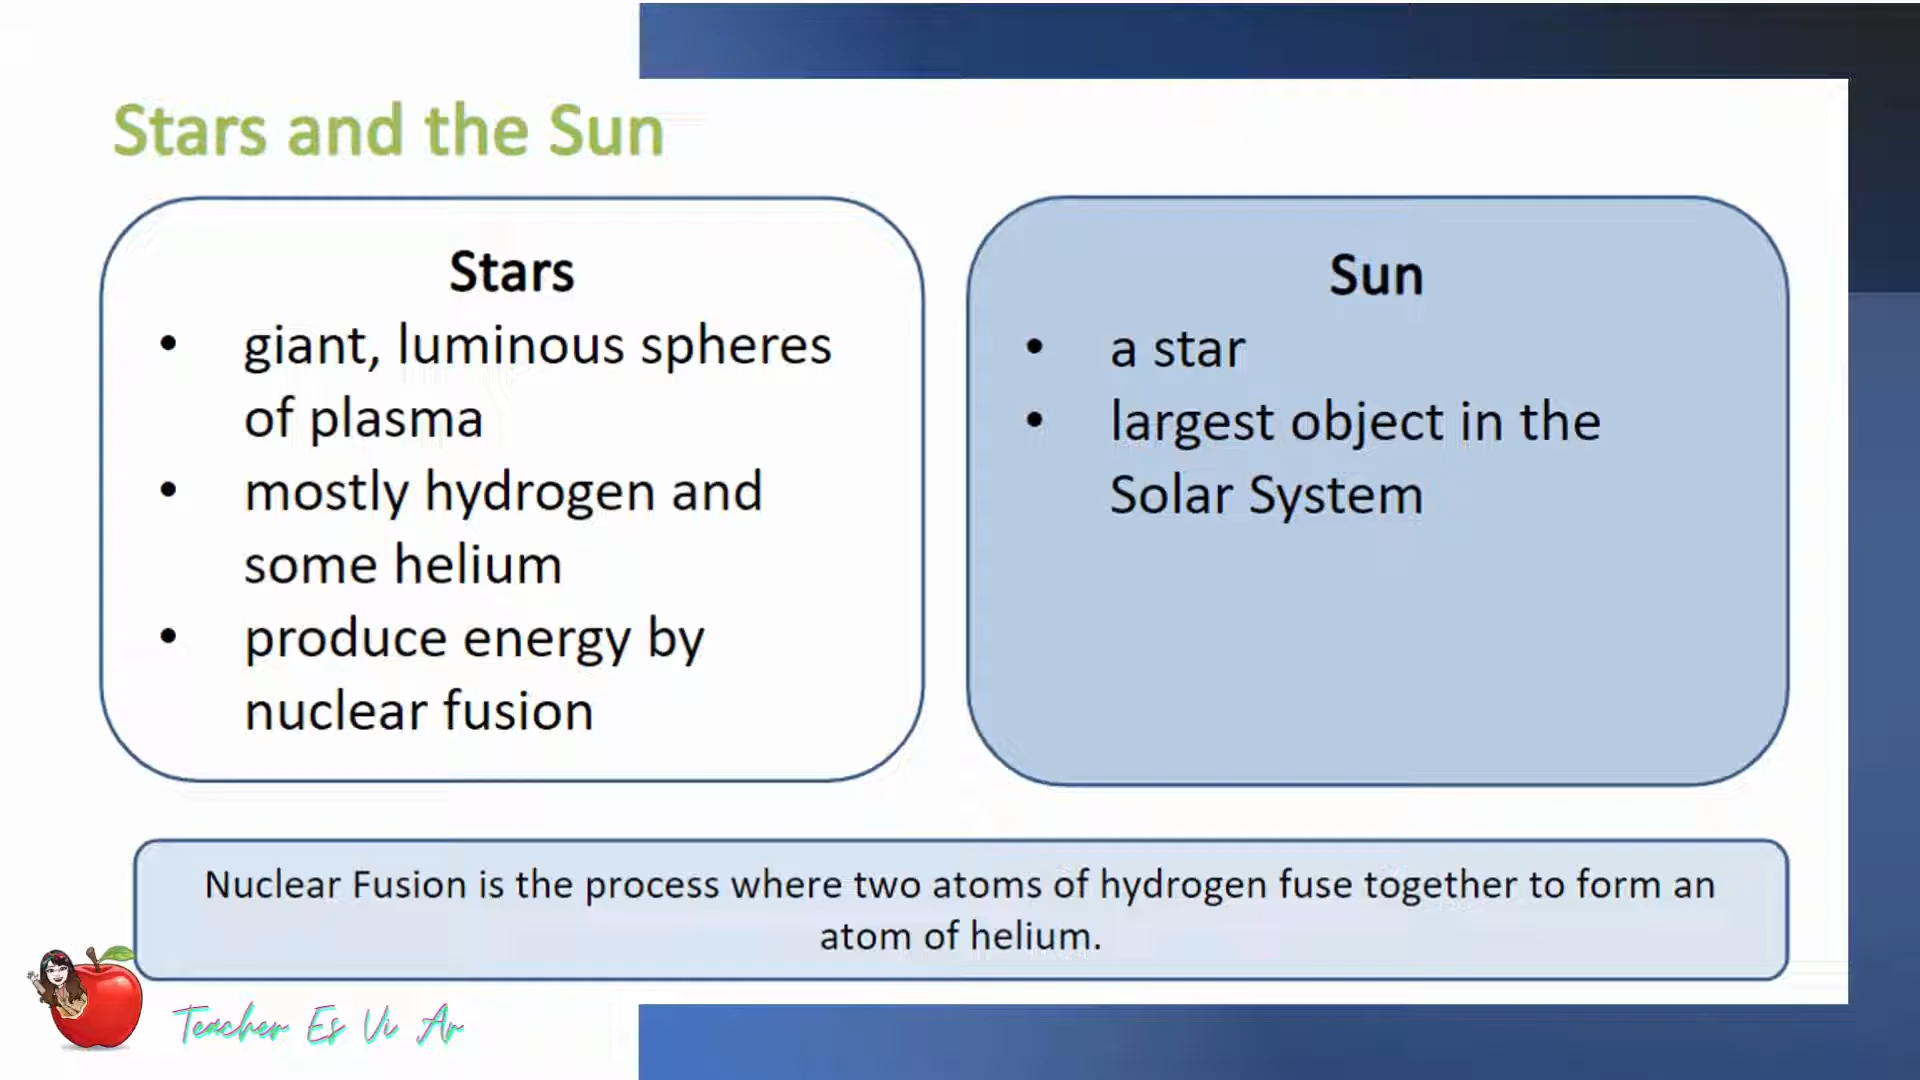 Stars and the Sun
Stars
• giant, luminous spheres
of plasma
• mostly hydrogen and
some helium
• produce energy by
nuclear fusion
Sun
• a star
• largest object in the
Solar System
Nuclear Fusion is the process where two atoms of hydrogen fuse together to form an
atom of helium.
Teacher Es Vi Ar